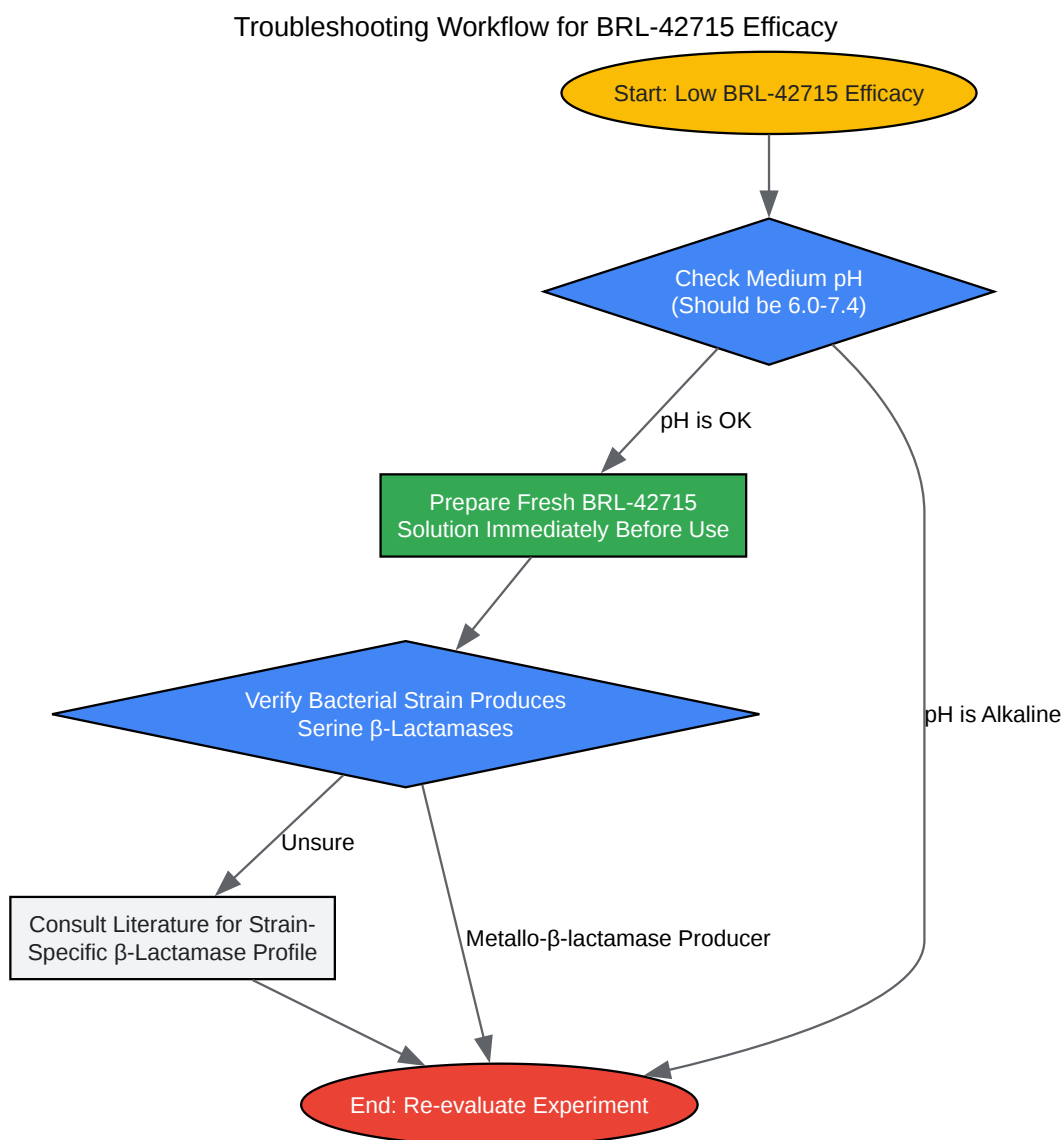 Troubleshooting Workflow for BRL-42715 Efficacy
Start: Low BRL-42715 Efficacy
Check Medium pH
(Should be 6.0-7.4)
pH is OK
Prepare Fresh BRL-42715
Solution Immediately Before Use
Verify Bacterial Strain Produces
Serine β-Lactamases
pH is Alkaline
Unsure
Consult Literature for Strain-
Specific β-Lactamase Profile
Metallo-β-lactamase Producer
End: Re-evaluate Experiment